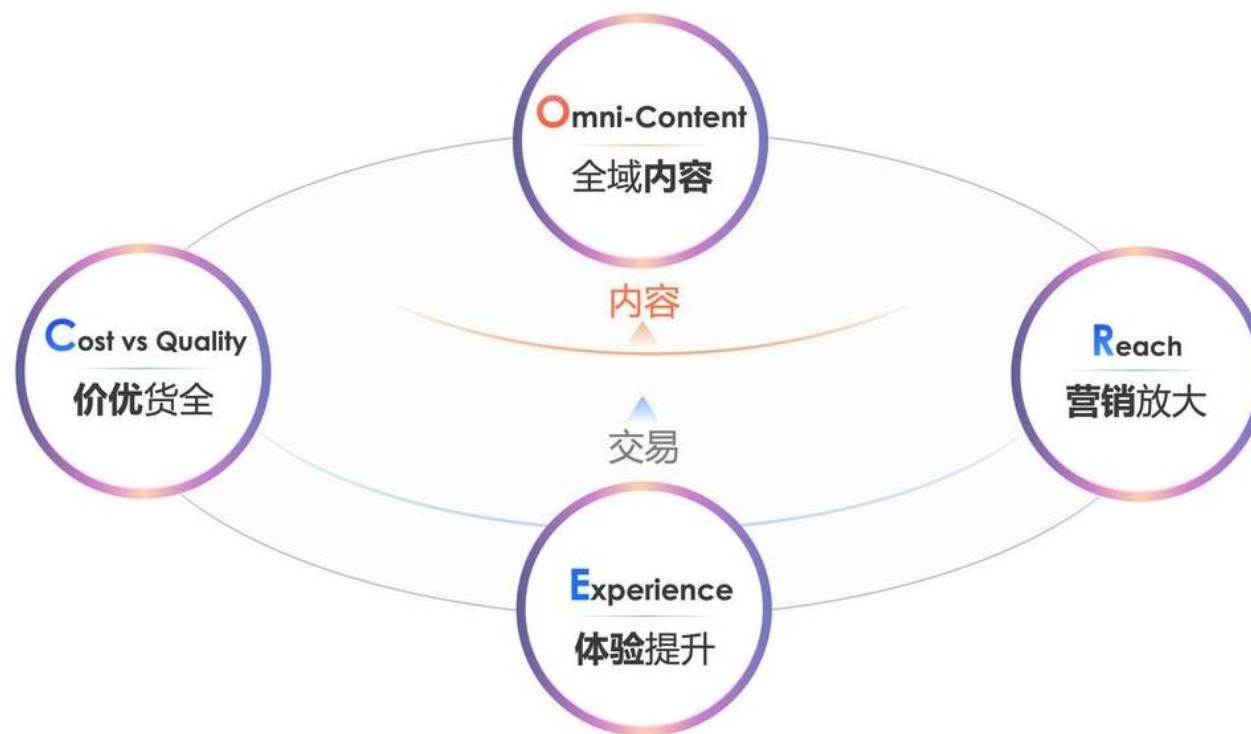 Omni-Content
全域内容
内容
Cost vs Quality
价优货全
Reach
营销放大
交易
Experience
体验提升